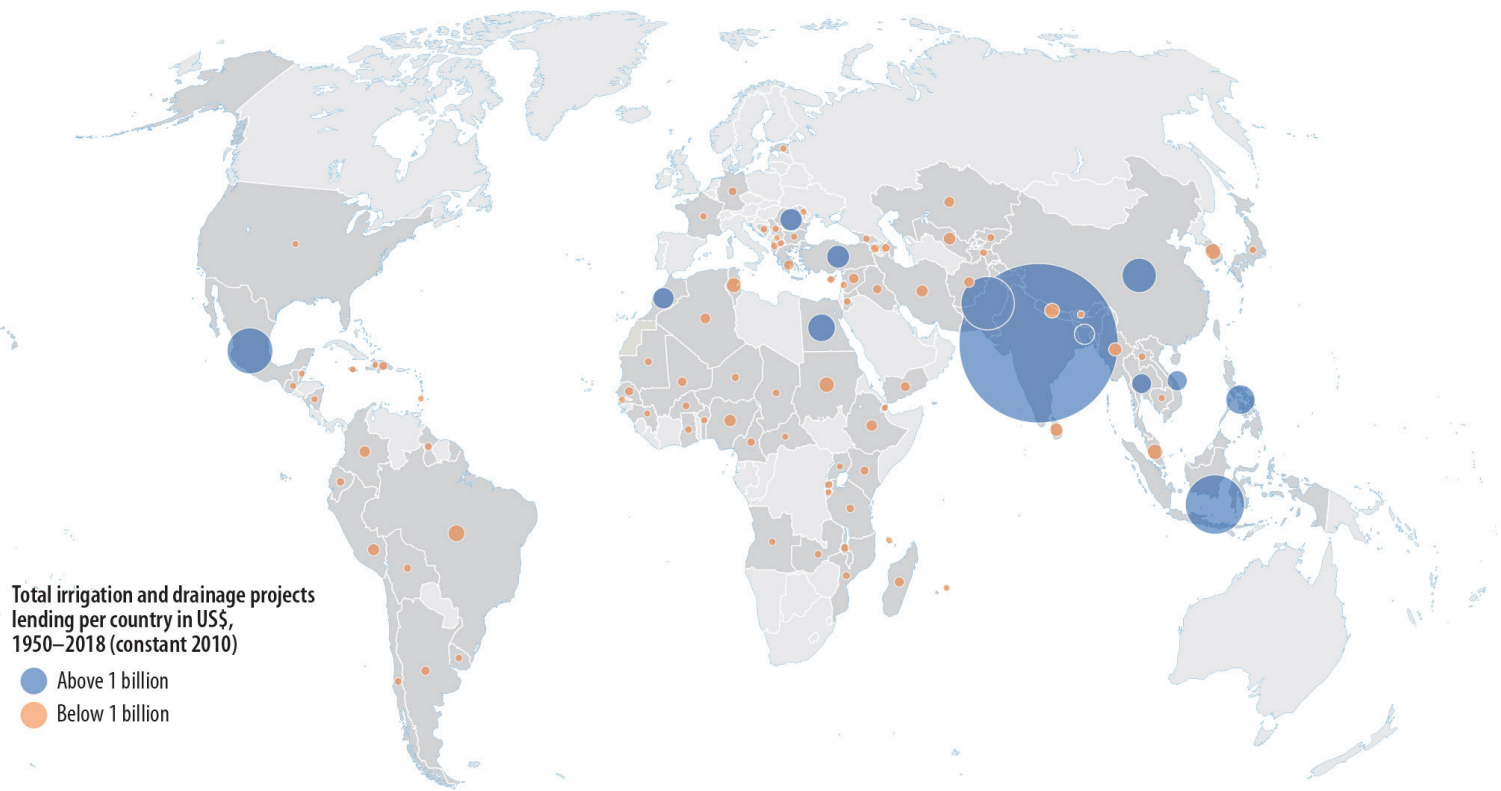 Total irrigation and drainage projects
lending per country in US$,
1950–2018 (constant 2010)
Above 1 billion
Below 1 billion